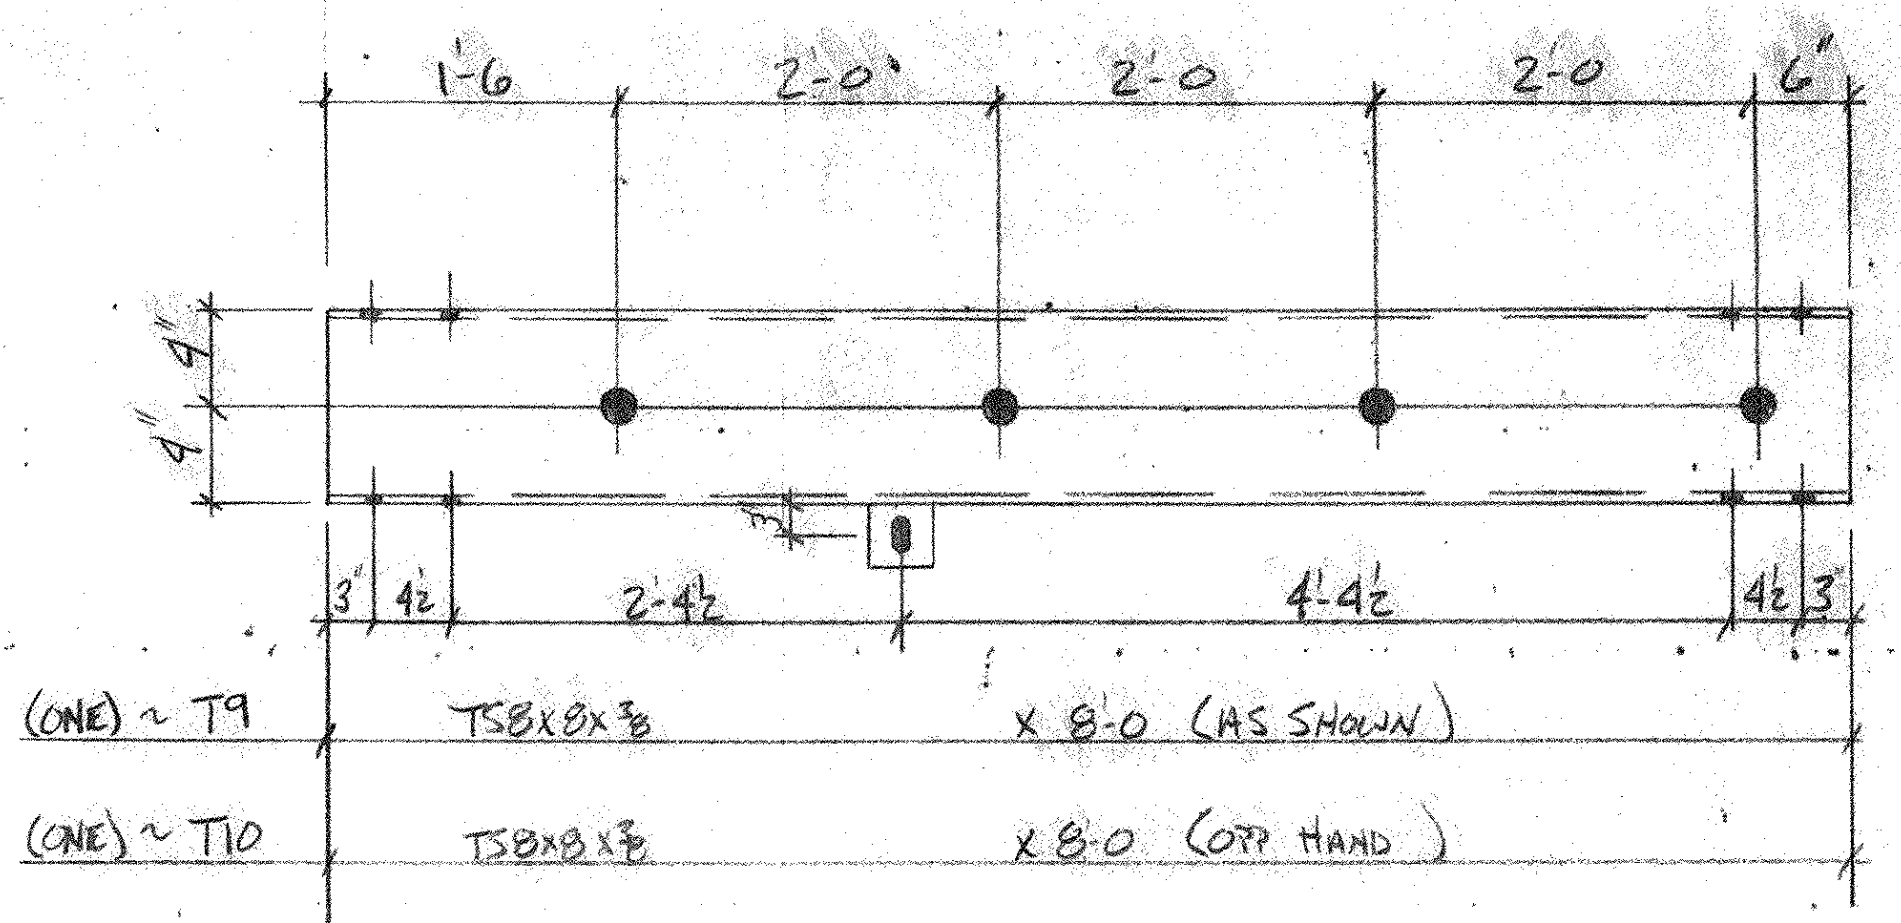 1'-6 2'-0 2'-0 2'-0 6"
4"
4"
3
3" 4½ 2'-4½ 4'-4½ 4½ 3"
(ONE) ~ T9 TS8x8x⅜ x 8'-0 (AS SHOWN)
(ONE) ~ T10 TS8x8x⅜ x 8'-0 (OPP HAND)